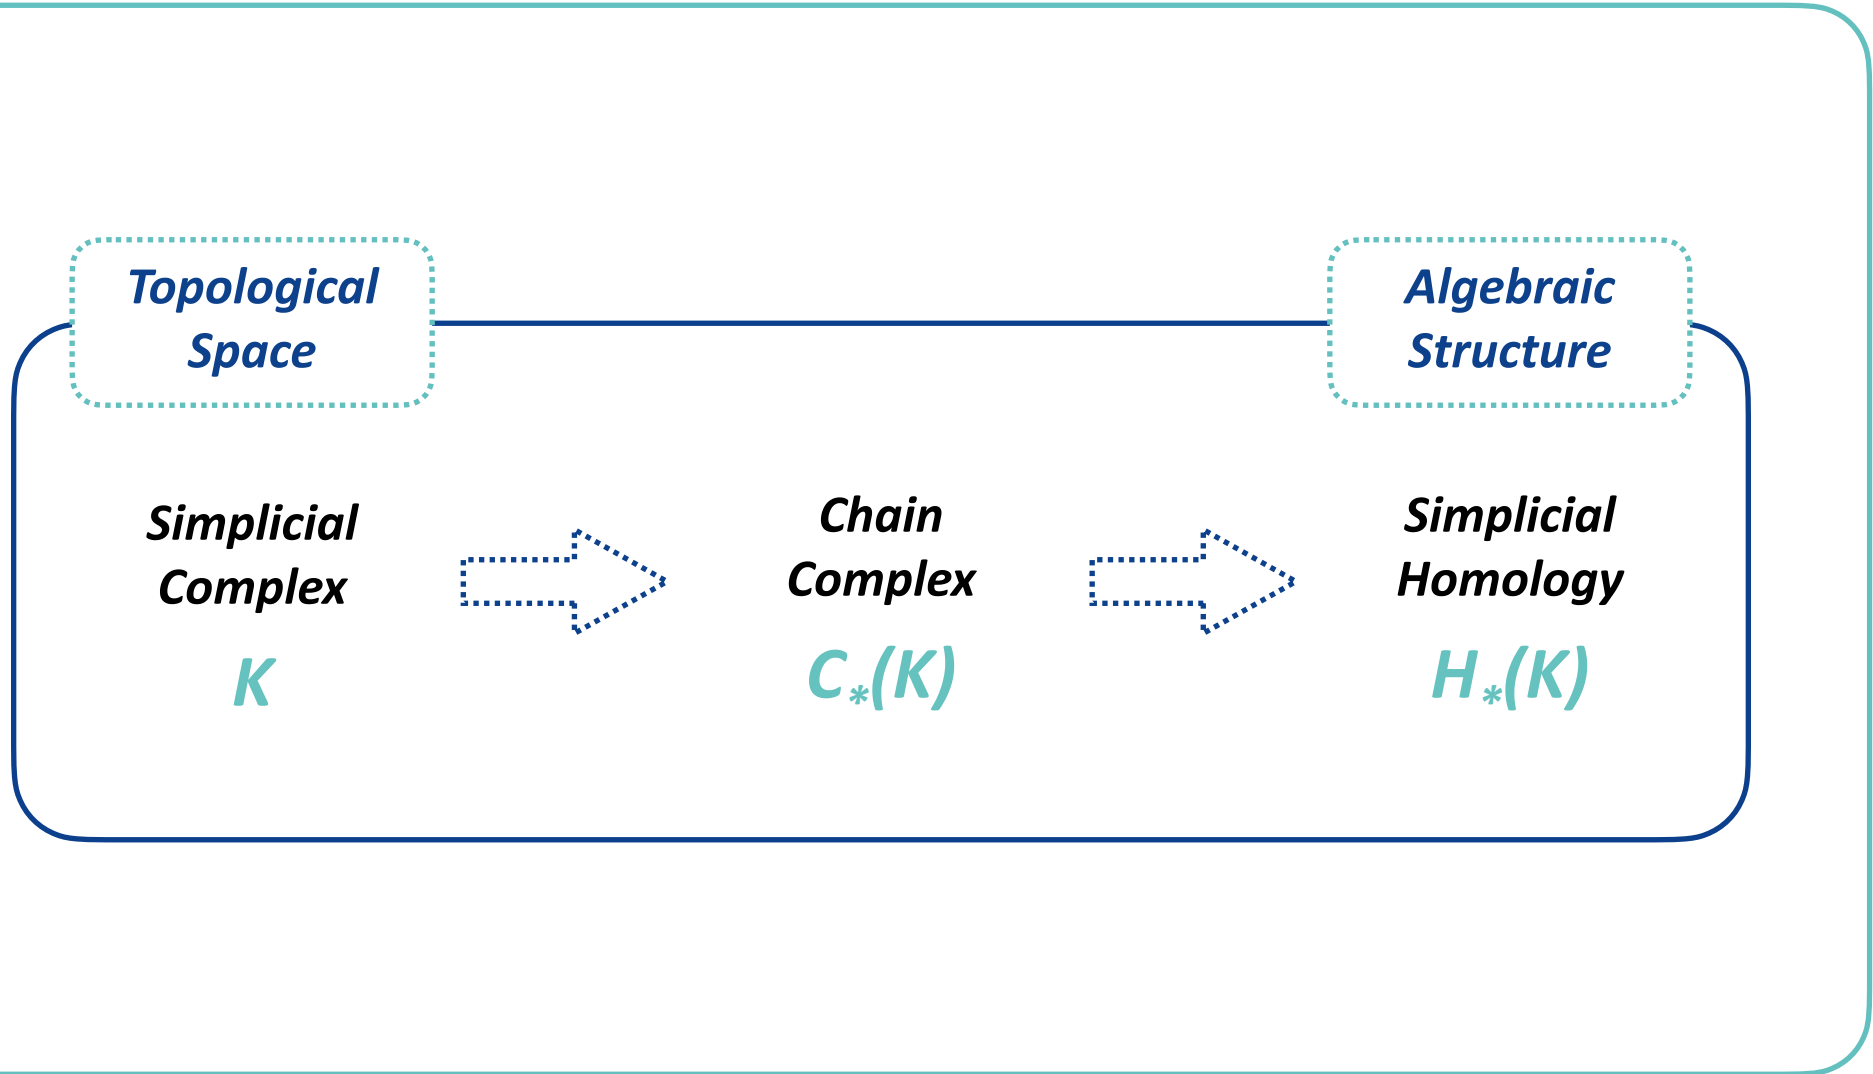 Topological
Space
Algebraic
Structure
Simplicial
Complex
K
Chain
Complex
C*(K)
Simplicial
Homology
H*(K)